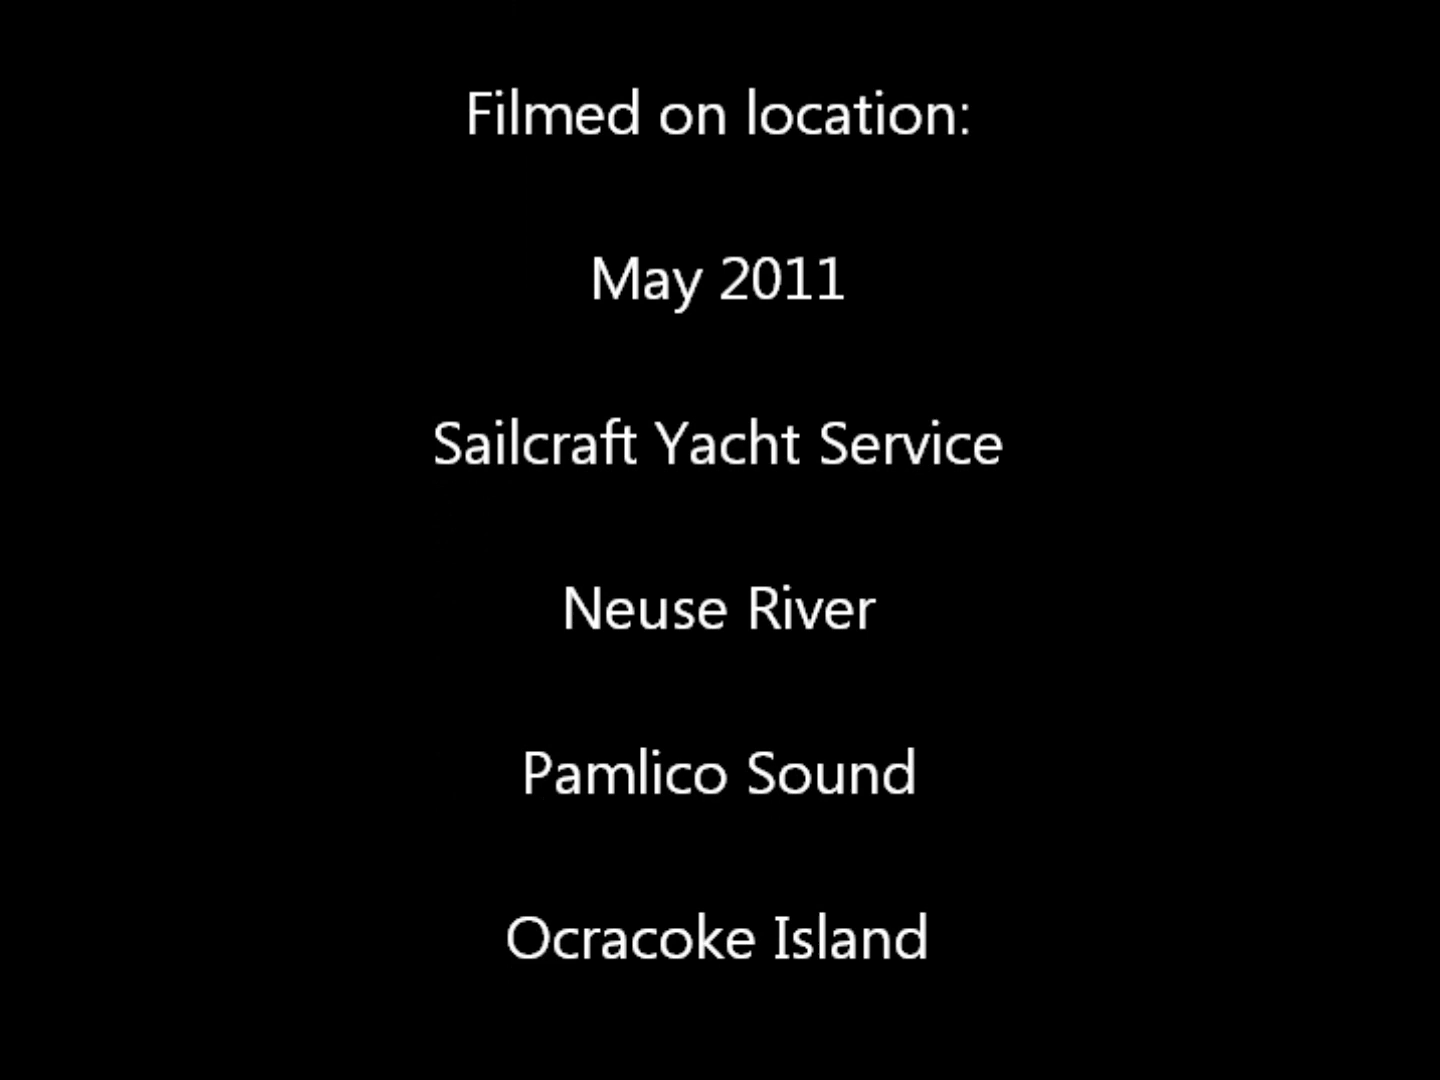 Filmed on location:
May 2011
Sailcraft Yacht Service
Neuse River
Pamlico Sound
Ocracoke Island